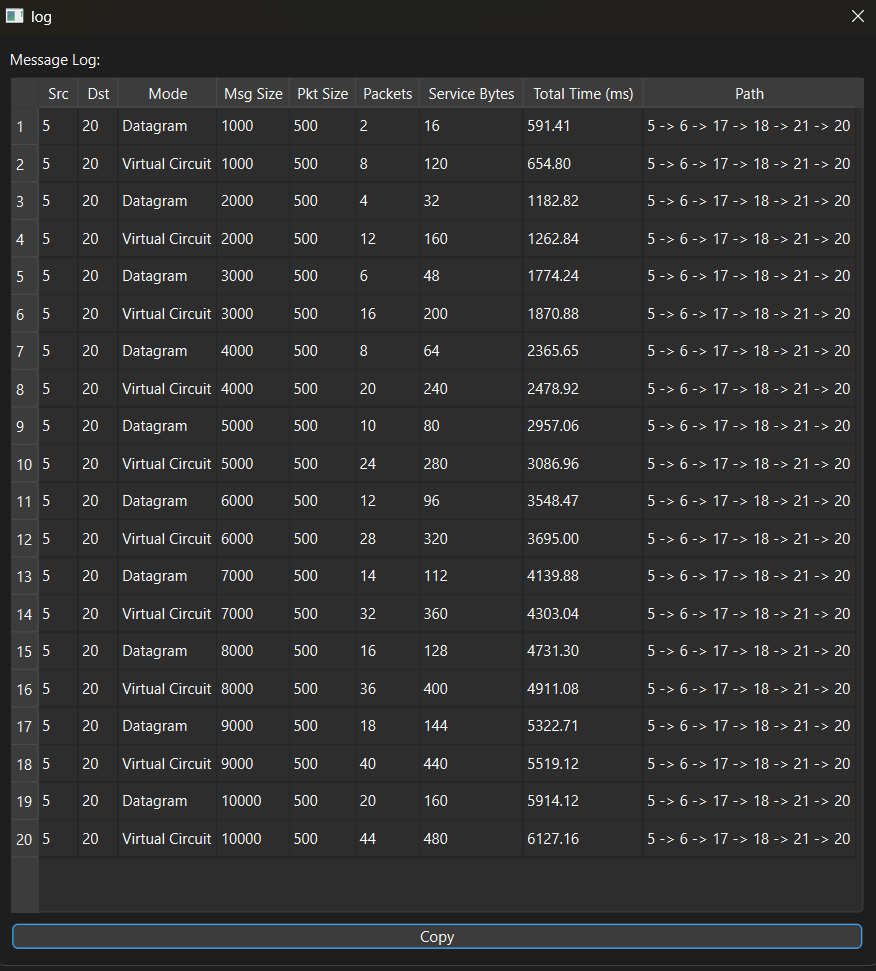 log
Message Log:
Src Dst Mode Msg Size Pkt Size Packets Service Bytes Total Time (ms) Path
1 5 20 Datagram 1000 500 2 16 591.41 5 -> 6 -> 17 -> 18 -> 21 -> 20
2 5 20 Virtual Circuit 1000 500 8 120 654.80 5 -> 6 -> 17 -> 18 -> 21 -> 20
3 5 20 Datagram 2000 500 4 32 1182.82 5 -> 6 -> 17 -> 18 -> 21 -> 20
4 5 20 Virtual Circuit 2000 500 12 160 1262.84 5 -> 6 -> 17 -> 18 -> 21 -> 20
5 5 20 Datagram 3000 500 6 48 1774.24 5 -> 6 -> 17 -> 18 -> 21 -> 20
6 5 20 Virtual Circuit 3000 500 16 200 1870.88 5 -> 6 -> 17 -> 18 -> 21 -> 20
7 5 20 Datagram 4000 500 8 64 2365.65 5 -> 6 -> 17 -> 18 -> 21 -> 20
8 5 20 Virtual Circuit 4000 500 20 240 2478.92 5 -> 6 -> 17 -> 18 -> 21 -> 20
9 5 20 Datagram 5000 500 10 80 2957.06 5 -> 6 -> 17 -> 18 -> 21 -> 20
10 5 20 Virtual Circuit 5000 500 24 280 3086.96 5 -> 6 -> 17 -> 18 -> 21 -> 20
11 5 20 Datagram 6000 500 12 96 3548.47 5 -> 6 -> 17 -> 18 -> 21 -> 20
12 5 20 Virtual Circuit 6000 500 28 320 3695.00 5 -> 6 -> 17 -> 18 -> 21 -> 20
13 5 20 Datagram 7000 500 14 112 4139.88 5 -> 6 -> 17 -> 18 -> 21 -> 20
14 5 20 Virtual Circuit 7000 500 32 360 4303.04 5 -> 6 -> 17 -> 18 -> 21 -> 20
15 5 20 Datagram 8000 500 16 128 4731.30 5 -> 6 -> 17 -> 18 -> 21 -> 20
16 5 20 Virtual Circuit 8000 500 36 400 4911.08 5 -> 6 -> 17 -> 18 -> 21 -> 20
17 5 20 Datagram 9000 500 18 144 5322.71 5 -> 6 -> 17 -> 18 -> 21 -> 20
18 5 20 Virtual Circuit 9000 500 40 440 5519.12 5 -> 6 -> 17 -> 18 -> 21 -> 20
19 5 20 Datagram 10000 500 20 160 5914.12 5 -> 6 -> 17 -> 18 -> 21 -> 20
20 5 20 Virtual Circuit 10000 500 44 480 6127.16 5 -> 6 -> 17 -> 18 -> 21 -> 20
Copy